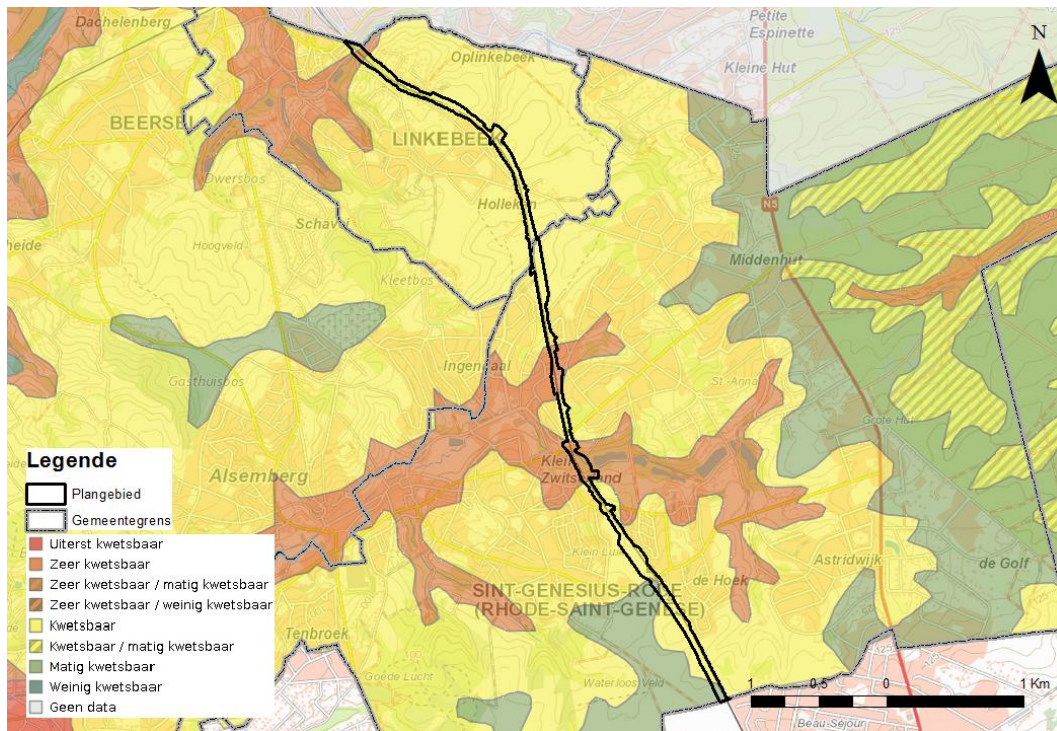 Dachelenberg
Petite
Espinette
Kleine Hut
Oplinkebeek
N
BEERSEL
LINKEBEEK
Dwersbos
Holleken
Schavei
Hoogveld
Kleetbos
N5
Middenhut
Ingendaal
Gasthuisbos
St.-Anna
Grote Hut
Alsemberg
Klein
Zwitserland
Klein Lui
Astridwijk
de Hoek
de Golf
SINT-GENESIUS-RODE
(RHODE-SAINT-GENÈSE)
Tenbroek
Goede Lucht
Waterloos Veld
Beau-Séjour
Legende
Plangebied
Gemeentegrens
Uiterst kwetsbaar
Zeer kwetsbaar
Zeer kwetsbaar / matig kwetsbaar
Zeer kwetsbaar / weinig kwetsbaar
Kwetsbaar
Kwetsbaar / matig kwetsbaar
Matig kwetsbaar
Weinig kwetsbaar
Geen data
1 0,5 0 1 Km